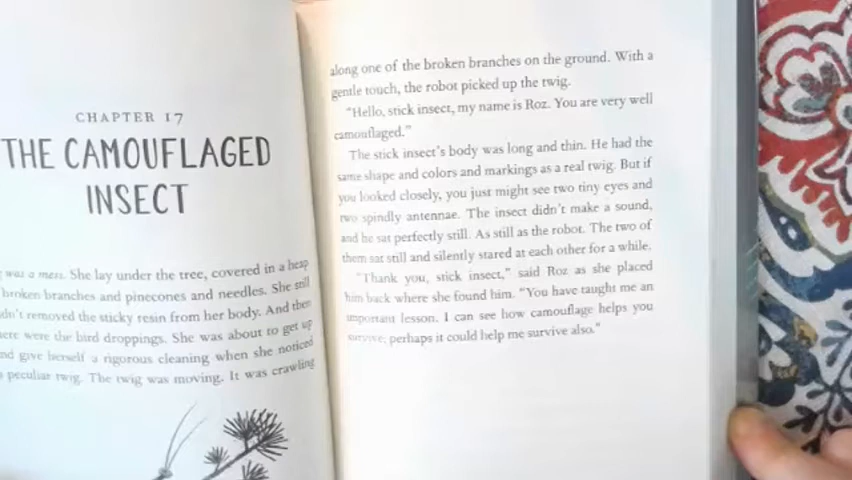 CHAPTER 17
THE CAMOUFLAGED
INSECT
was a mess. She lay under the tree, covered in a heap
broken branches and pinecones and needles. She still
removed the sticky resin from her body. And then
were the bird droppings. She was about to get up
give herself a rigorous cleaning when she noticed
peculiar twig. The twig was moving. It was crawling
along one of the broken branches on the ground. With a
gentle touch, the robot picked up the twig.
"Hello, stick insect, my name is Roz. You are very well
camouflaged."
The stick insect's body was long and thin. He had the
same shape and colors and markings as a real twig. But if
you looked closely, you just might see two tiny eyes and
two spindly antennae. The insect didn't make a sound,
and he sat perfectly still. As still as the robot. The two of
them sat still and silently stared at each other for a while.
"Thank you, stick insect," said Roz as she placed
him back where she found him. "You have taught me an
important lesson. I can see how camouflage helps you
survive; perhaps it could help me survive also."